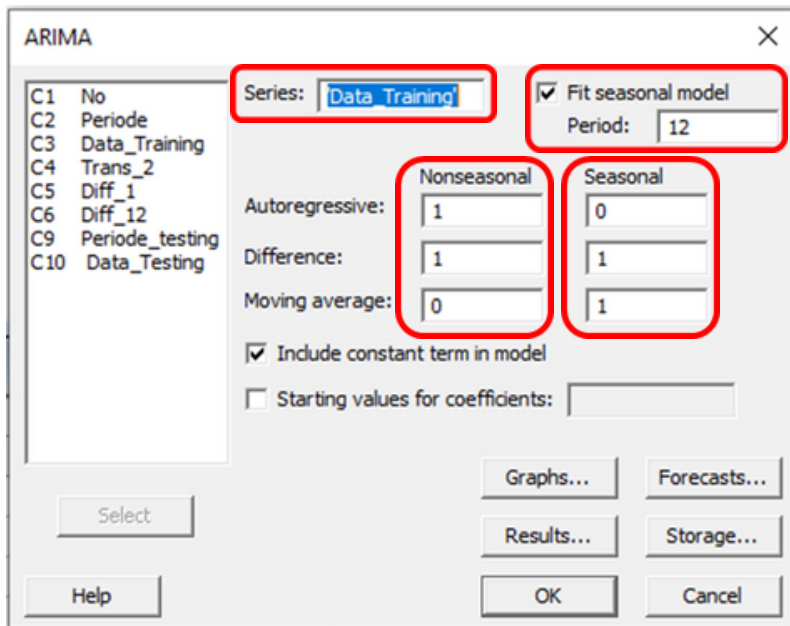 ARIMA
C1 No
C2 Periode
C3 Data_Training
C4 Trans_2
C5 Diff_1
C6 Diff_12
C9 Periode_testing
C10 Data_Testing
Series: 'Data_Training'
Fit seasonal model
Period: 12
Nonseasonal Seasonal
Autoregressive: 1 0
Difference: 1 1
Moving average: 0 1
Include constant term in model
Starting values for coefficients:
Graphs... Forecasts...
Select
Results... Storage...
Help OK Cancel